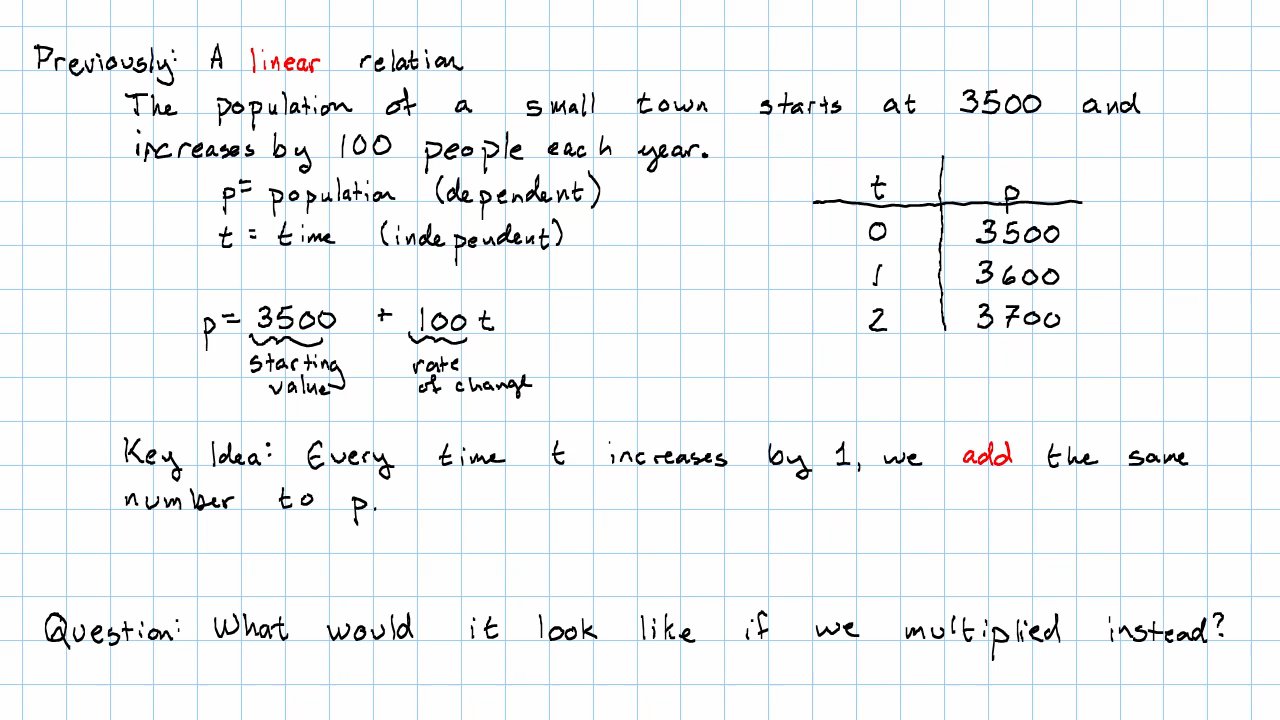 Previously: A linear relation
The population of a small town starts at 3500 and
increases by 100 people each year.
p = population (dependent)
t = time (independent)
t p
0 3500
1 3600
2 3700
p = 3500 + 100 t
starting value rate of change
Key Idea: Every time t increases by 1, we add the same
number to p.
Question: What would it look like if we multiplied instead?